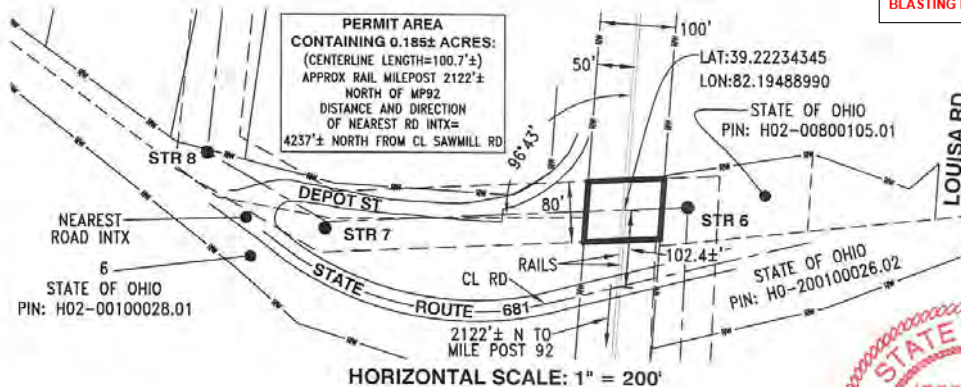 BLASTING
PERMIT AREA
CONTAINING 0.185± ACRES:
(CENTERLINE LENGTH=100.7'±)
APPROX RAIL MILEPOST 2122'±
NORTH OF MP92
DISTANCE AND DIRECTION
OF NEAREST RD INTX=
4237'± NORTH FROM CL SAWMILL RD
100'
50'
LAT:39.22234345
LON:82.19488990
STATE OF OHIO
PIN: H02-00800105.01
LOUISA RD
96°43'
STR 8
DEPOT ST
80'
STR 6
NEAREST
ROAD INTX
STR 7
6
STATE OF OHIO
PIN: H02-00100028.01
STATE ROUTE 681
RAILS
CL RD
102.4±'
STATE OF OHIO
PIN: H0-200100026.02
2122'± N TO
MILE POST 92
HORIZONTAL SCALE: 1" = 200'
STATE